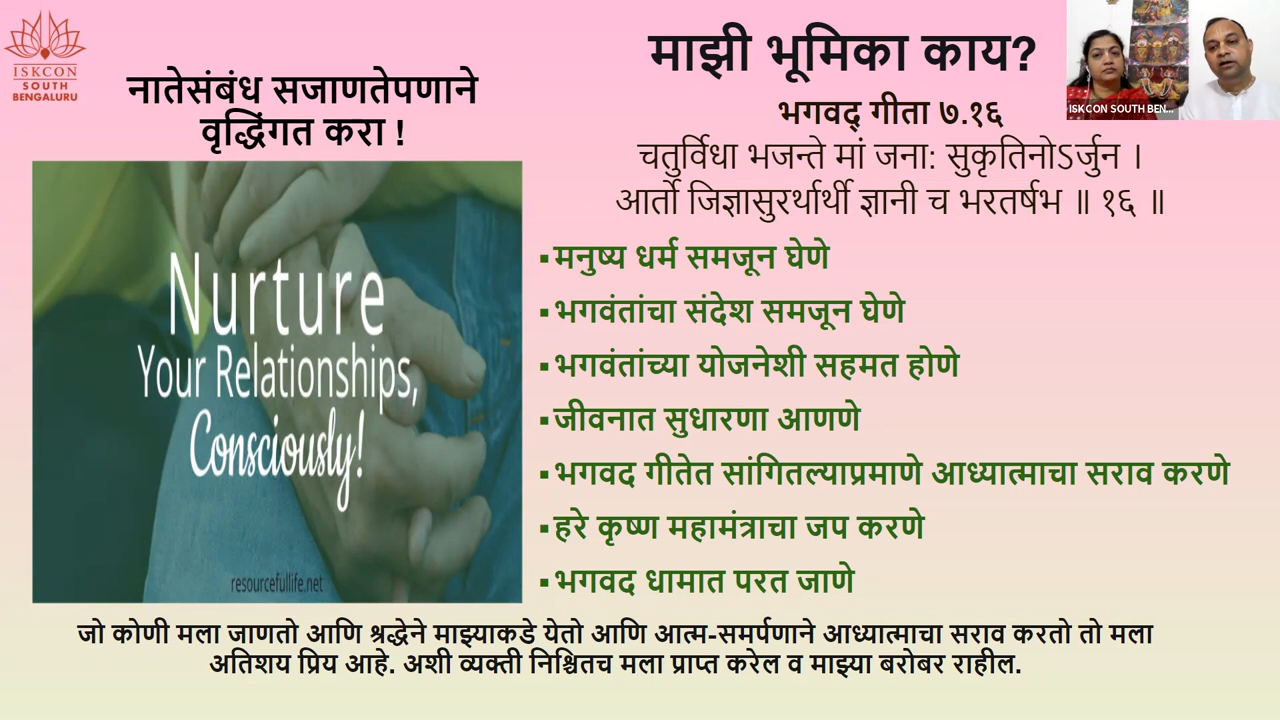 ISKCON
SOUTH
BENGALURU
नातेसंबंध सजाणतेपणाने
वृद्धिंगत करा !
Nurture
Your Relationships,
Consciously!
resourcefullife.net
माझी भूमिका काय?
भगवद् गीता ७.१६
चतुर्विधा भजन्ते मां जना: सुकृतिनोऽर्जुन ।
आर्तो जिज्ञासुरर्थार्थी ज्ञानी च भरतर्षभ ॥ १६ ॥
▪मनुष्य धर्म समजून घेणे
▪भगवंतांचा संदेश समजून घेणे
▪भगवंतांच्या योजनेशी सहमत होणे
▪जीवनात सुधारणा आणणे
▪भगवद गीतेत सांगितल्याप्रमाणे आध्यात्माचा सराव करणे
▪हरे कृष्ण महामंत्राचा जप करणे
▪भगवद धामात परत जाणे
जो कोणी मला जाणतो आणि श्रद्धेने माझ्याकडे येतो आणि आत्म-समर्पणाने आध्यात्माचा सराव करतो तो मला
अतिशय प्रिय आहे. अशी व्यक्ती निश्चितच मला प्राप्त करेल व माझ्या बरोबर राहील.
ISKCON SOUTH BEN...